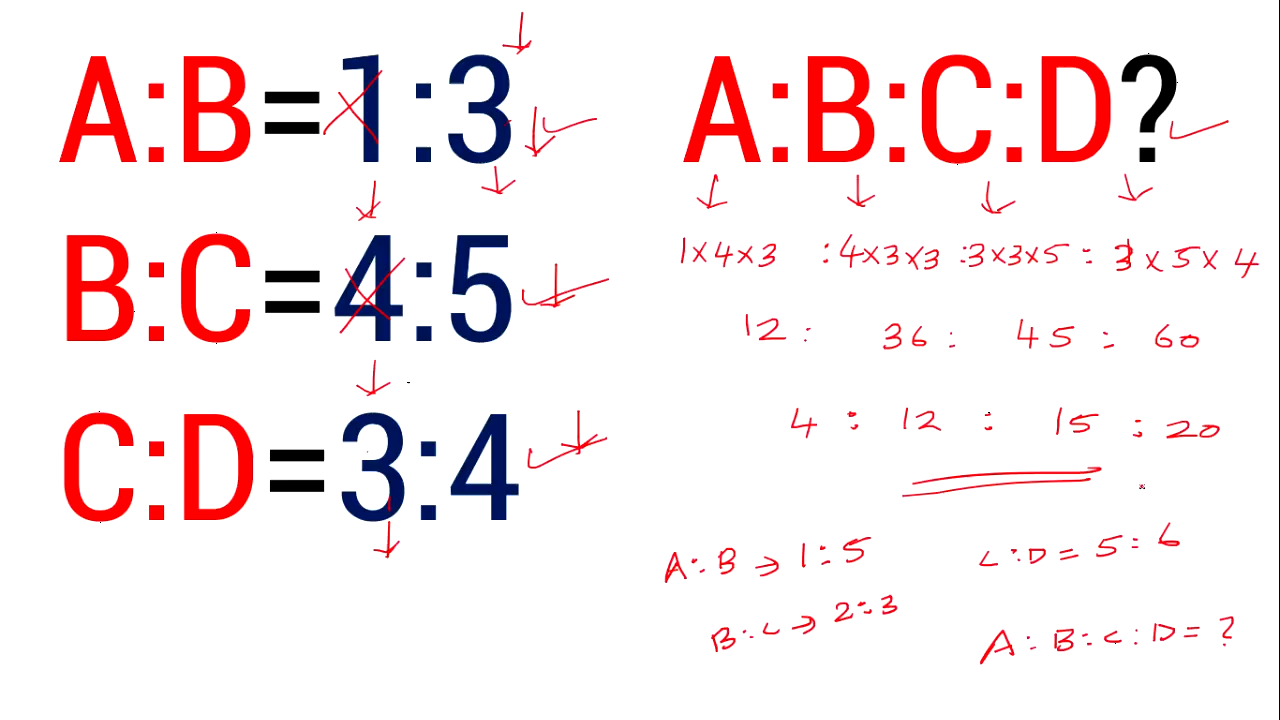 A:B=1:3
B:C=4:5
C:D=3:4
A:B:C:D?
1×4×3 : 4×3×3 : 3×3×5 : 3×5×4
12 : 36 : 45 : 60
4 : 12 : 15 : 20
A:B → 1:5
B:C → 2:3
C:D = 5:6
A:B:C:D = ?